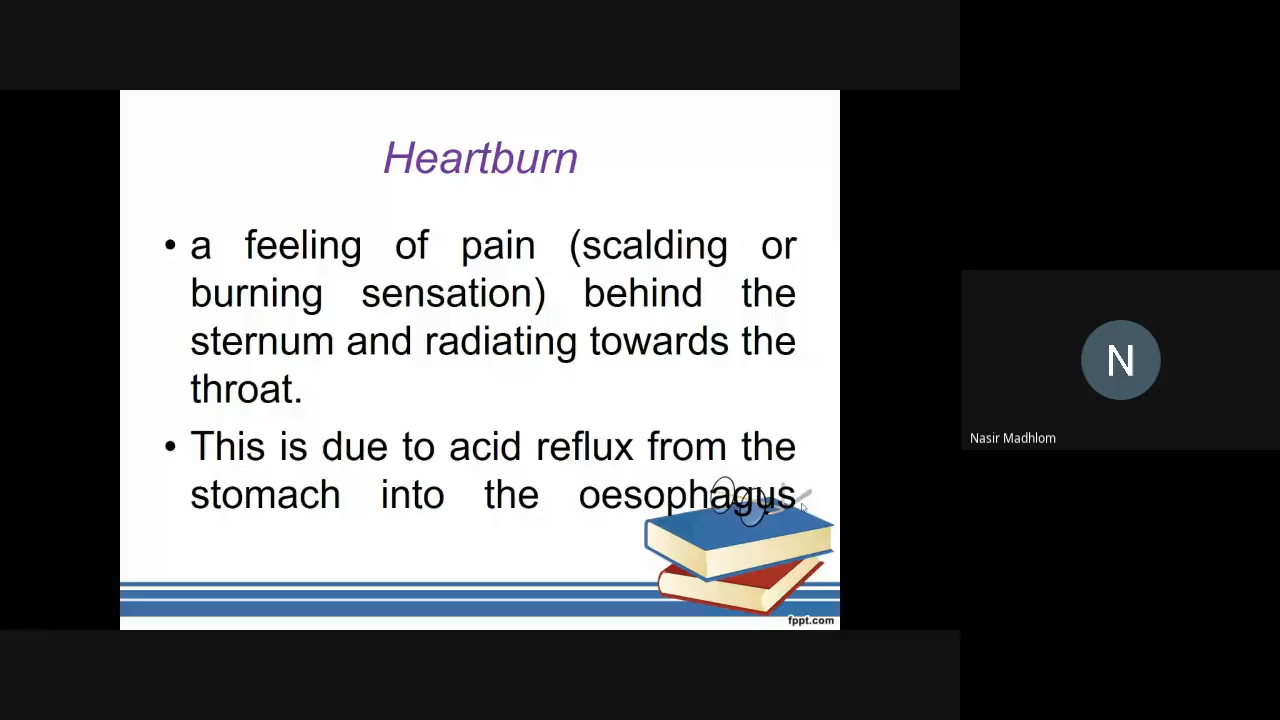 Heartburn
• a feeling of pain (scalding or
burning sensation) behind the
sternum and radiating towards the
throat.
• This is due to acid reflux from the
stomach into the oesophagus
fppt.com
N
Nasir Madhlom